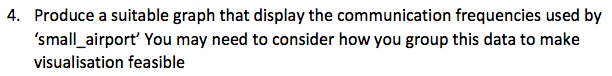 4. Produce a suitable graph that display the communication frequencies used by
‘small_airport’ You may need to consider how you group this data to make
visualisation feasible